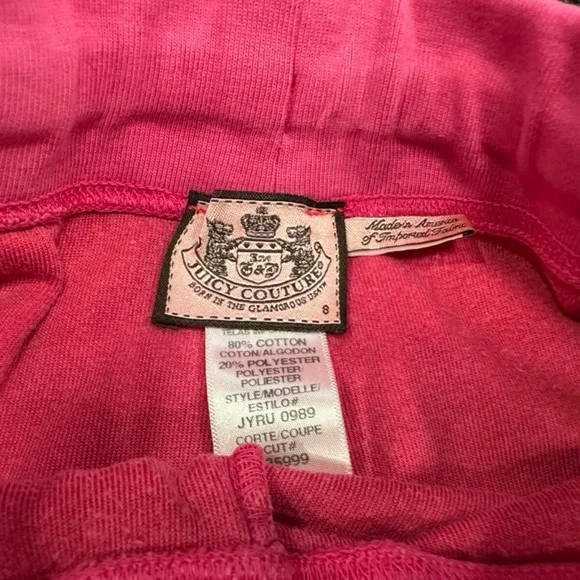 JUICY COUTURE
BORN IN THE GLAMOROUS USA
8
Made in America
of Imported Fabric
80% COTTON
COTON/ALGODON
20% POLYESTER
POLYESTER/
POLIESTER
STYLE/MODELLE/
ESTILO#
JYRU 0989
CORTE/COUPE
CUT#
5999